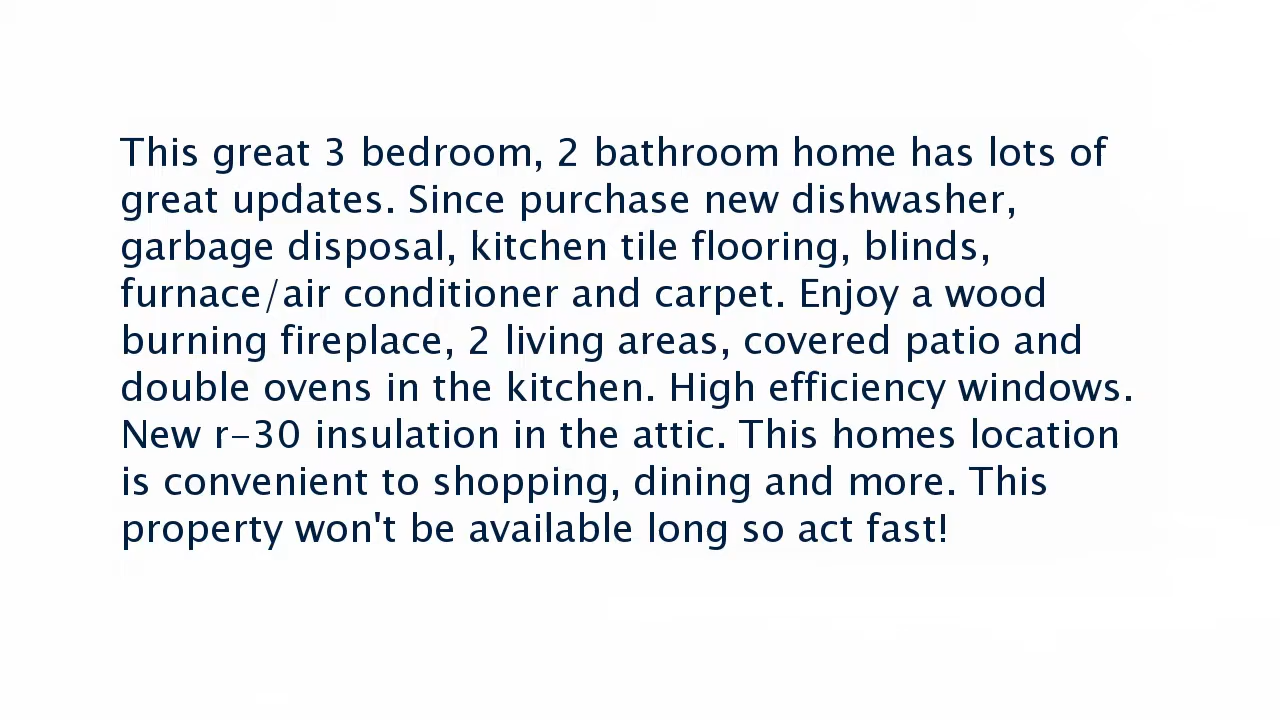 This great 3 bedroom, 2 bathroom home has lots of
great updates. Since purchase new dishwasher,
garbage disposal, kitchen tile flooring, blinds,
furnace/air conditioner and carpet. Enjoy a wood
burning fireplace, 2 living areas, covered patio and
double ovens in the kitchen. High efficiency windows.
New r-30 insulation in the attic. This homes location
is convenient to shopping, dining and more. This
property won't be available long so act fast!